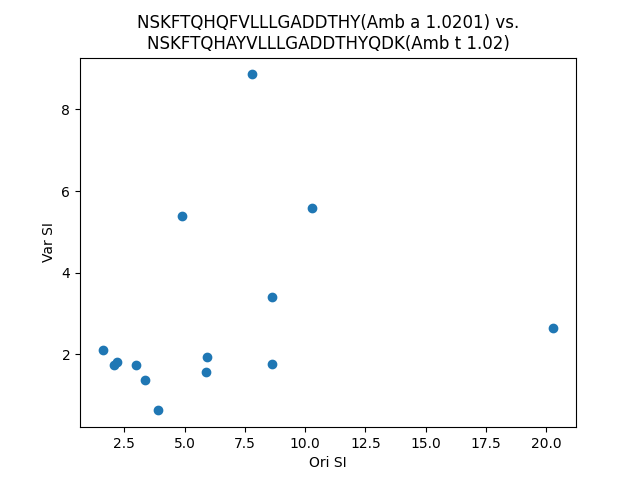 NSKFTQHQFVLLLGADDTHY(Amb a 1.0201) vs.
NSKFTQHAYVLLLGADDTHYQDK(Amb t 1.02)
8
6
4
2
Var SI
2.5 5.0 7.5 10.0 12.5 15.0 17.5 20.0
Ori SI